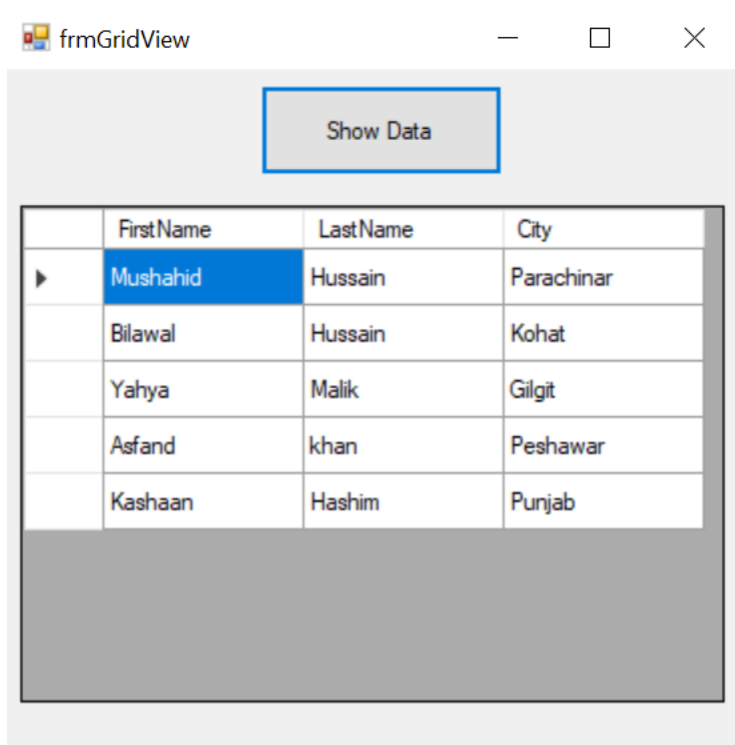 frmGridView
Show Data
FirstName LastName City
Mushahid Hussain Parachinar
Bilawal Hussain Kohat
Yahya Malik Gilgit
Asfand khan Peshawar
Kashaan Hashim Punjab